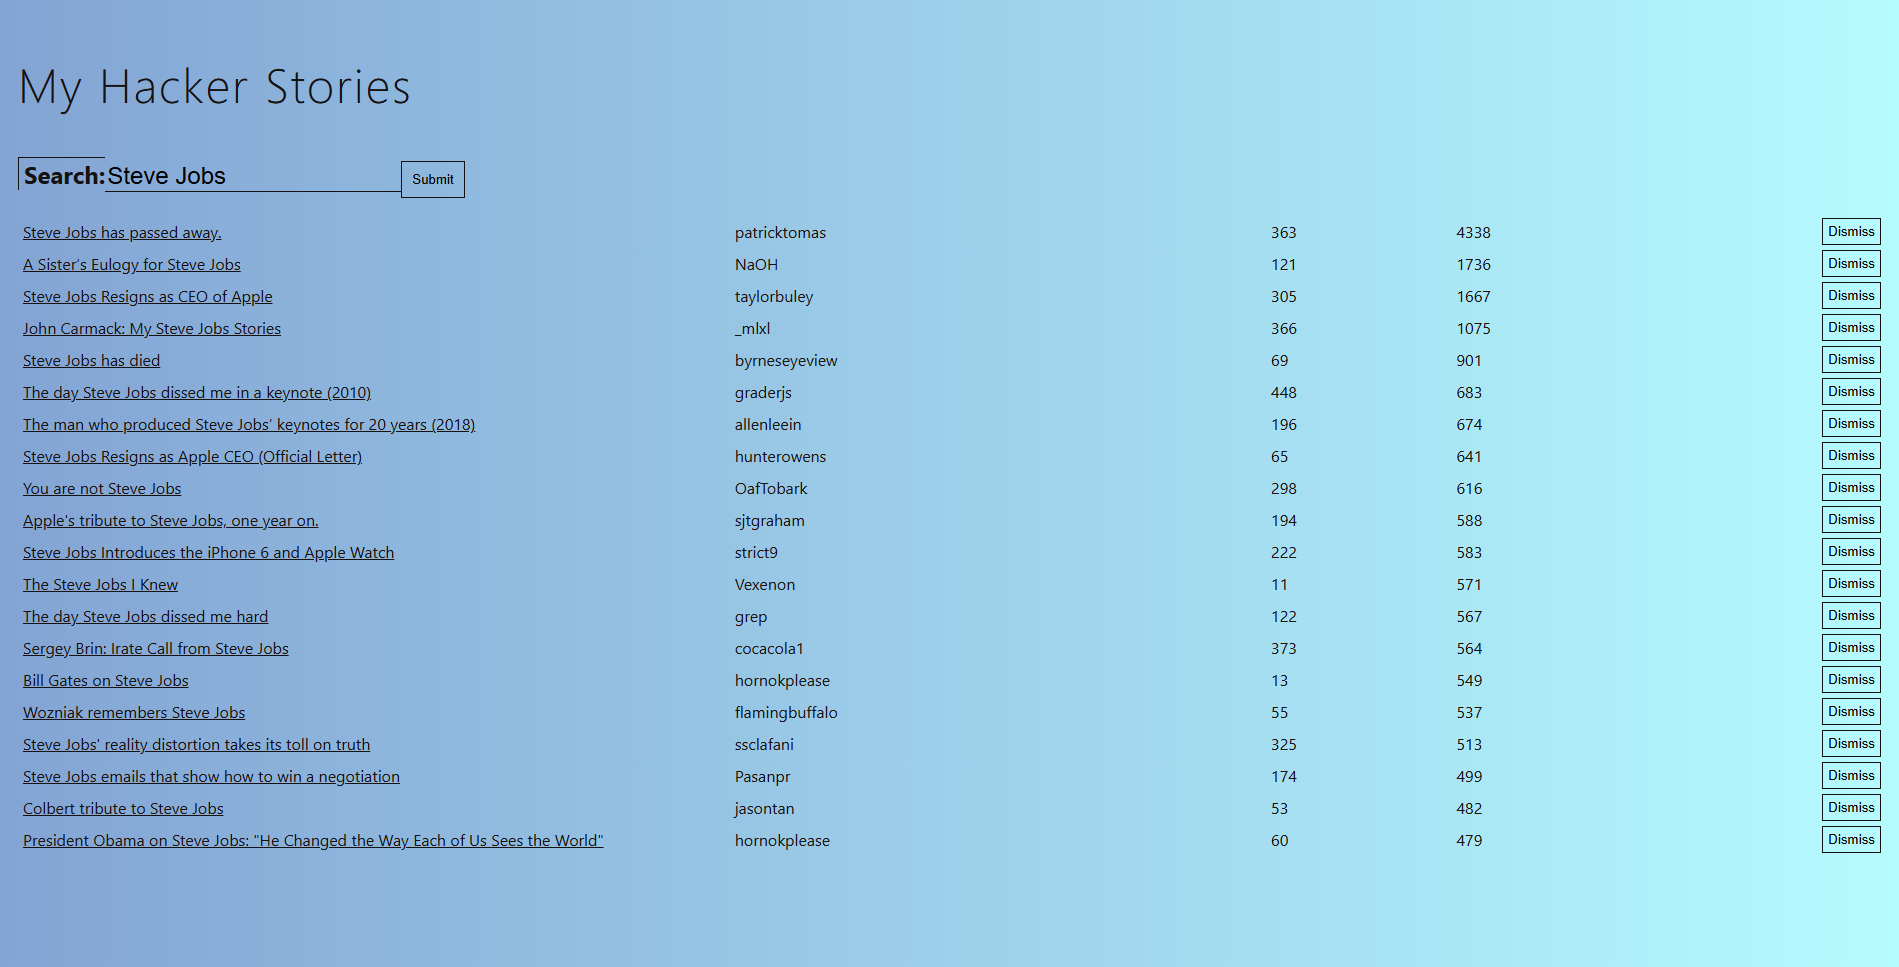 My Hacker Stories
Search: Steve Jobs Submit
Steve Jobs has passed away. patricktomas 363 4338 Dismiss
A Sister’s Eulogy for Steve Jobs NaOH 121 1736 Dismiss
Steve Jobs Resigns as CEO of Apple taylorbuley 305 1667 Dismiss
John Carmack: My Steve Jobs Stories _mlxl 366 1075 Dismiss
Steve Jobs has died byrneseyeview 69 901 Dismiss
The day Steve Jobs dissed me in a keynote (2010) graderjs 448 683 Dismiss
The man who produced Steve Jobs’ keynotes for 20 years (2018) allenleein 196 674 Dismiss
Steve Jobs Resigns as Apple CEO (Official Letter) hunterowens 65 641 Dismiss
You are not Steve Jobs OafTobark 298 616 Dismiss
Apple's tribute to Steve Jobs, one year on. sjtgraham 194 588 Dismiss
Steve Jobs Introduces the iPhone 6 and Apple Watch strict9 222 583 Dismiss
The Steve Jobs I Knew Vexenon 11 571 Dismiss
The day Steve Jobs dissed me hard grep 122 567 Dismiss
Sergey Brin: Irate Call from Steve Jobs cocacola1 373 564 Dismiss
Bill Gates on Steve Jobs hornokplease 13 549 Dismiss
Wozniak remembers Steve Jobs flamingbuffalo 55 537 Dismiss
Steve Jobs' reality distortion takes its toll on truth ssclafani 325 513 Dismiss
Steve Jobs emails that show how to win a negotiation Pasanpr 174 499 Dismiss
Colbert tribute to Steve Jobs jasontan 53 482 Dismiss
President Obama on Steve Jobs: "He Changed the Way Each of Us Sees the World" hornokplease 60 479 Dismiss